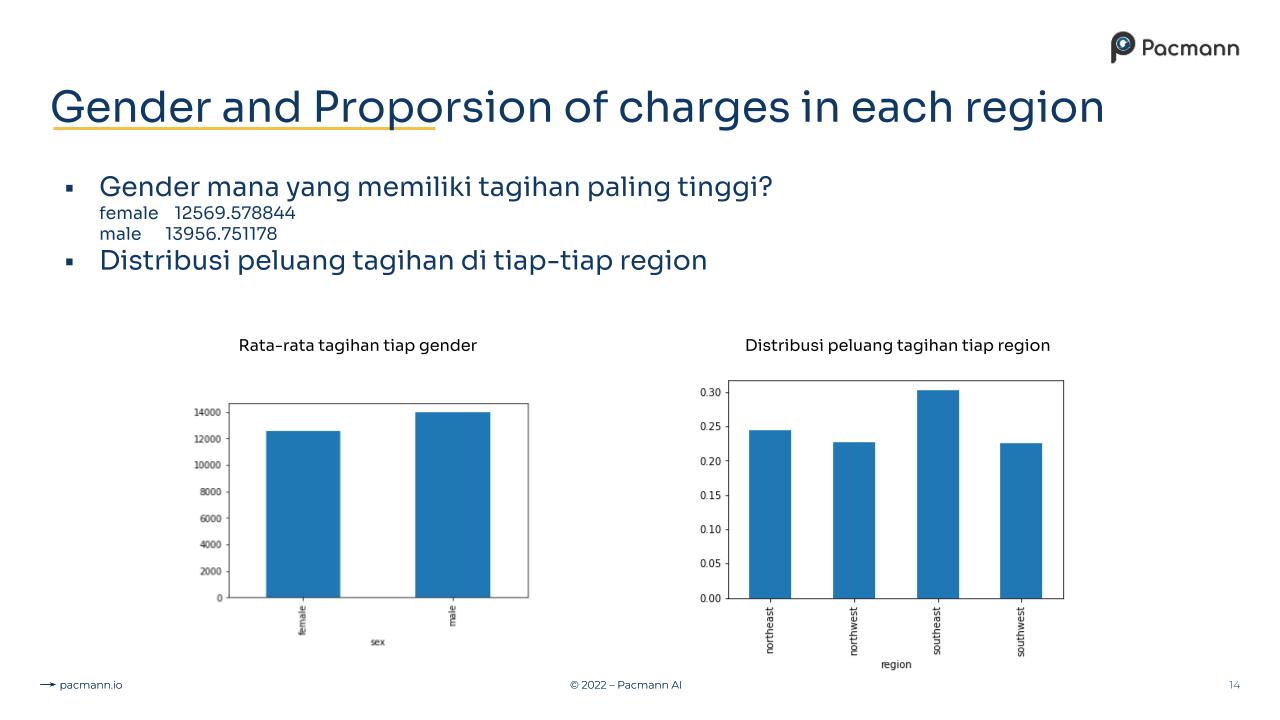 Pacmann
Gender and Proporsion of charges in each region
▪ Gender mana yang memiliki tagihan paling tinggi?
female 12569.578844
male 13956.751178
▪ Distribusi peluang tagihan di tiap-tiap region
Rata-rata tagihan tiap gender
14000
12000
10000
8000
6000
4000
2000
0
female
male
sex
Distribusi peluang tagihan tiap region
0.30
0.25
0.20
0.15
0.10
0.05
0.00
northeast
northwest
southeast
southwest
region
pacmann.io
© 2022 – Pacmann AI
14